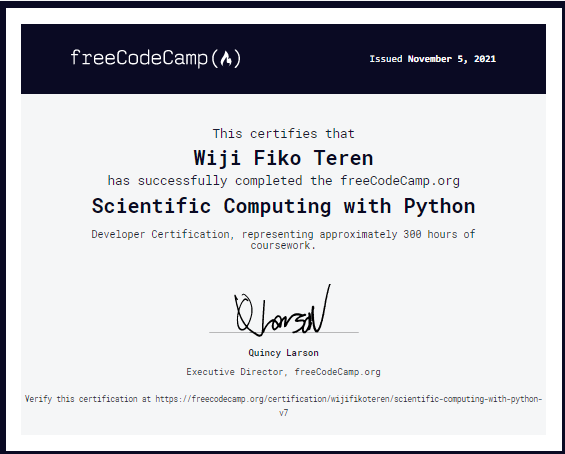 freeCodeCamp(🔥)
Issued November 5, 2021
This certifies that
Wiji Fiko Teren
has successfully completed the freeCodeCamp.org
Scientific Computing with Python
Developer Certification, representing approximately 300 hours of
coursework.
Q Larson
Quincy Larson
Executive Director, freeCodeCamp.org
Verify this certification at https://freecodecamp.org/certification/wijifikoteren/scientific-computing-with-python-
v7